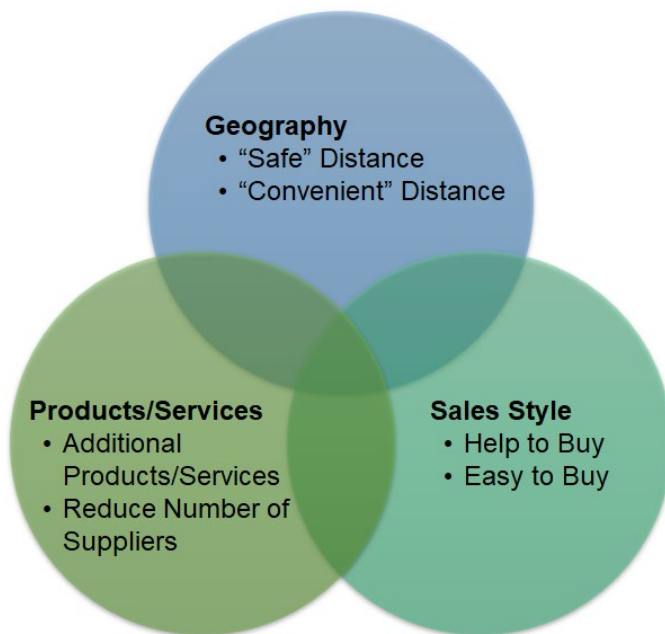 Geography
• “Safe” Distance
• “Convenient” Distance
Products/Services
• Additional
Products/Services
• Reduce Number of
Suppliers
Sales Style
• Help to Buy
• Easy to Buy